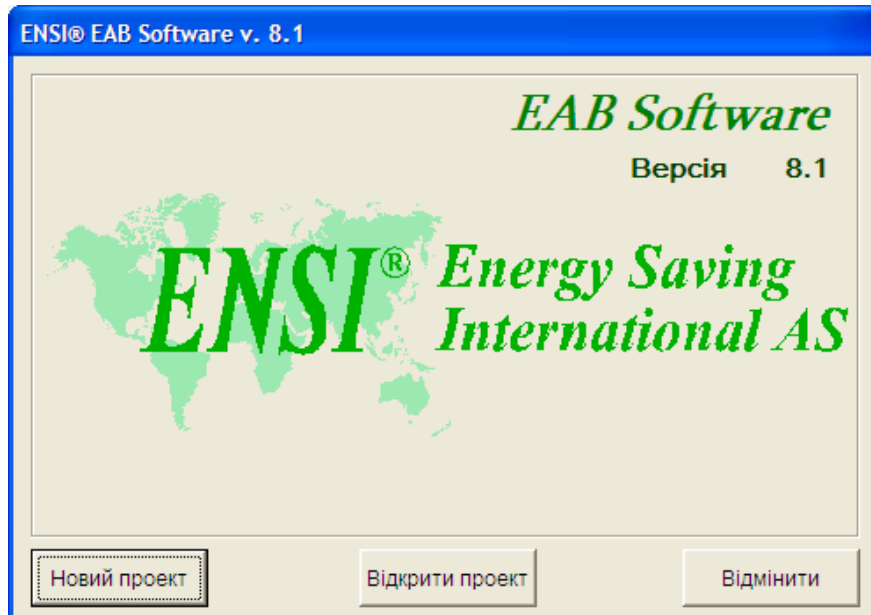 ENSI® EAB Software v. 8.1
EAB Software
Версія 8.1
ENSI® Energy Saving
International AS
Новий проект Відкрити проект Відмінити